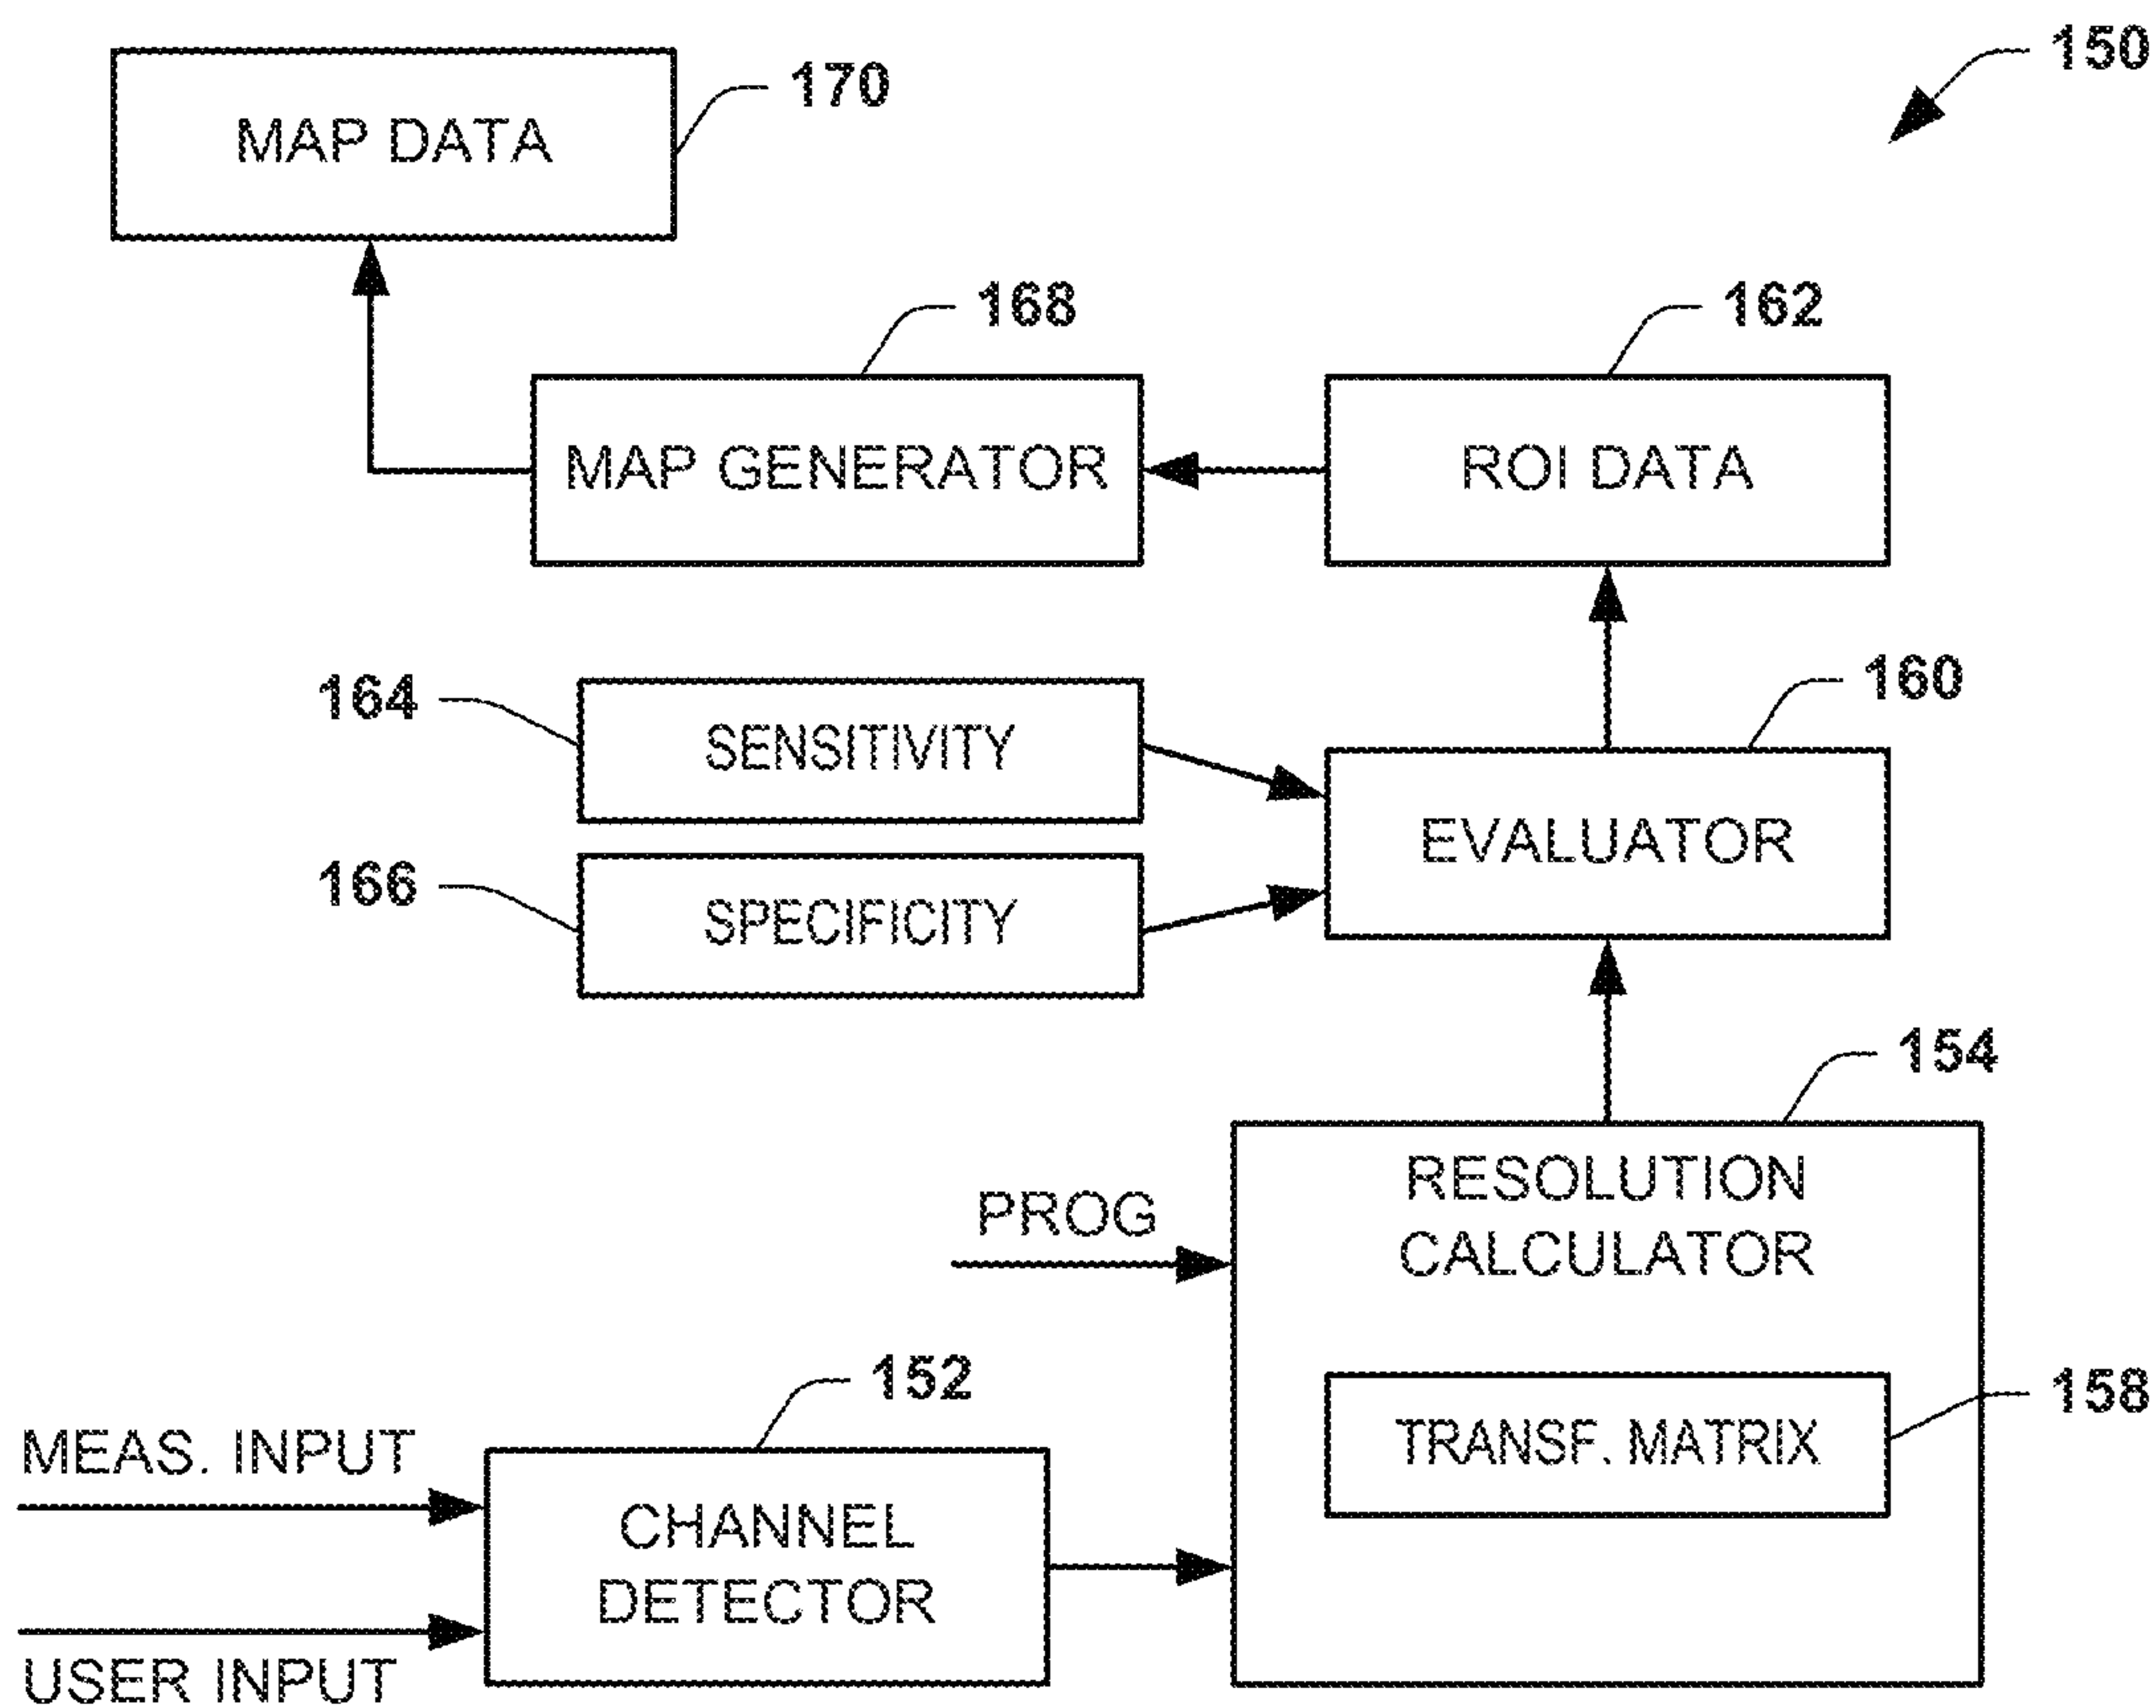 150
170
MAP DATA
168
162
MAP GENERATOR
ROI DATA
164
SENSITIVITY
160
EVALUATOR
166
SPECIFICITY
154
RESOLUTION
CALCULATOR
PROG
152
158
TRANSF. MATRIX
MEAS. INPUT
CHANNEL
DETECTOR
USER INPUT